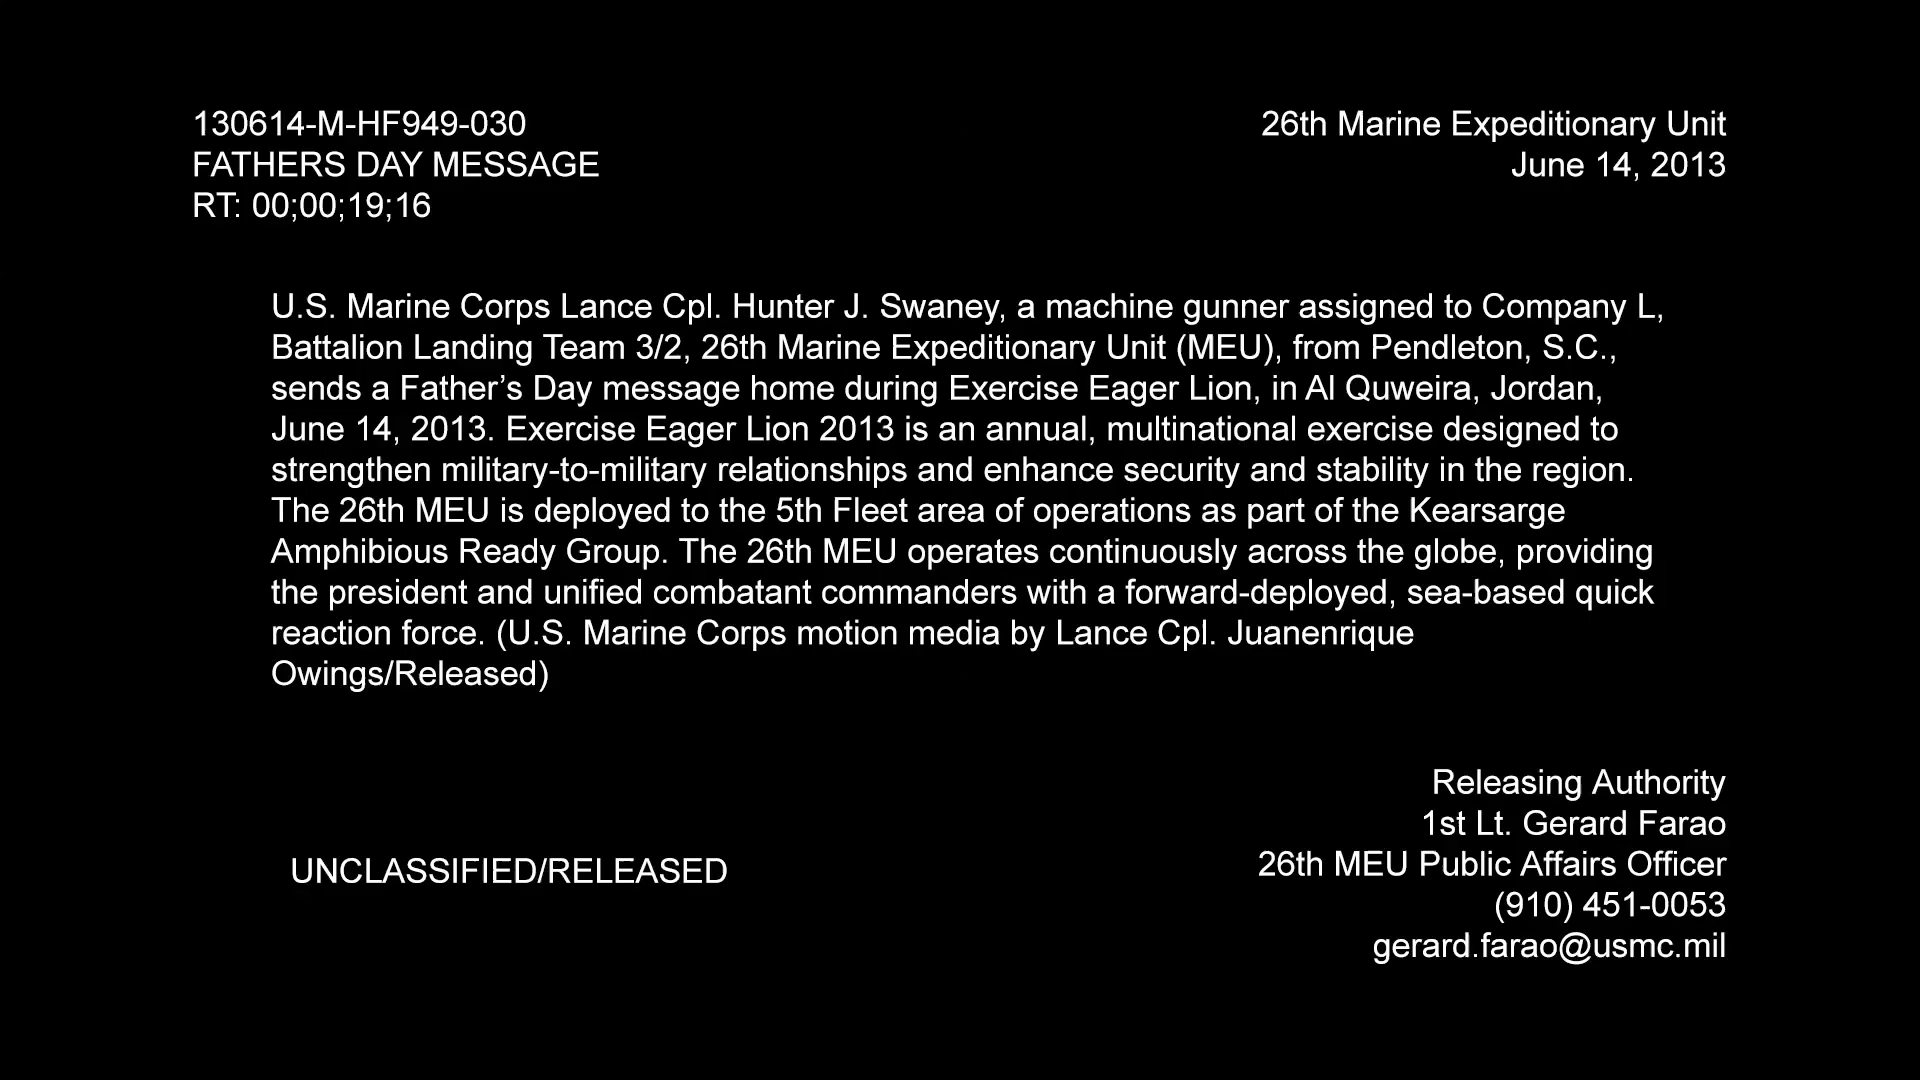 130614-M-HF949-030
FATHERS DAY MESSAGE
RT: 00;00;19;16
26th Marine Expeditionary Unit
June 14, 2013
U.S. Marine Corps Lance Cpl. Hunter J. Swaney, a machine gunner assigned to Company L,
Battalion Landing Team 3/2, 26th Marine Expeditionary Unit (MEU), from Pendleton, S.C.,
sends a Father’s Day message home during Exercise Eager Lion, in Al Quweira, Jordan,
June 14, 2013. Exercise Eager Lion 2013 is an annual, multinational exercise designed to
strengthen military-to-military relationships and enhance security and stability in the region.
The 26th MEU is deployed to the 5th Fleet area of operations as part of the Kearsarge
Amphibious Ready Group. The 26th MEU operates continuously across the globe, providing
the president and unified combatant commanders with a forward-deployed, sea-based quick
reaction force. (U.S. Marine Corps motion media by Lance Cpl. Juanenrique
Owings/Released)
UNCLASSIFIED/RELEASED
Releasing Authority
1st Lt. Gerard Farao
26th MEU Public Affairs Officer
(910) 451-0053
gerard.farao@usmc.mil